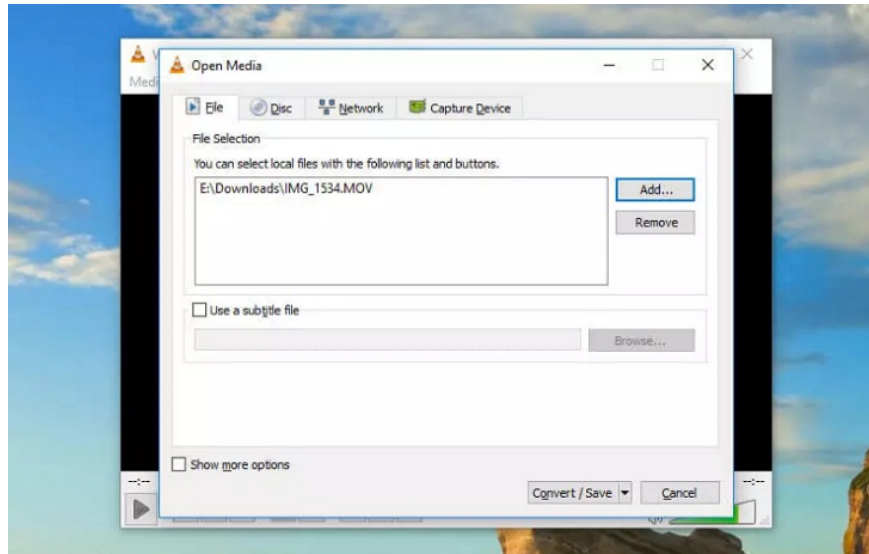 Medi
Open Media
File Disc Network Capture Device
File Selection
You can select local files with the following list and buttons.
E:\Downloads\IMG_1534.MOV
Add...
Remove
Use a subtitle file
Browse...
Show more options
--:-- --:--
Convert / Save Cancel